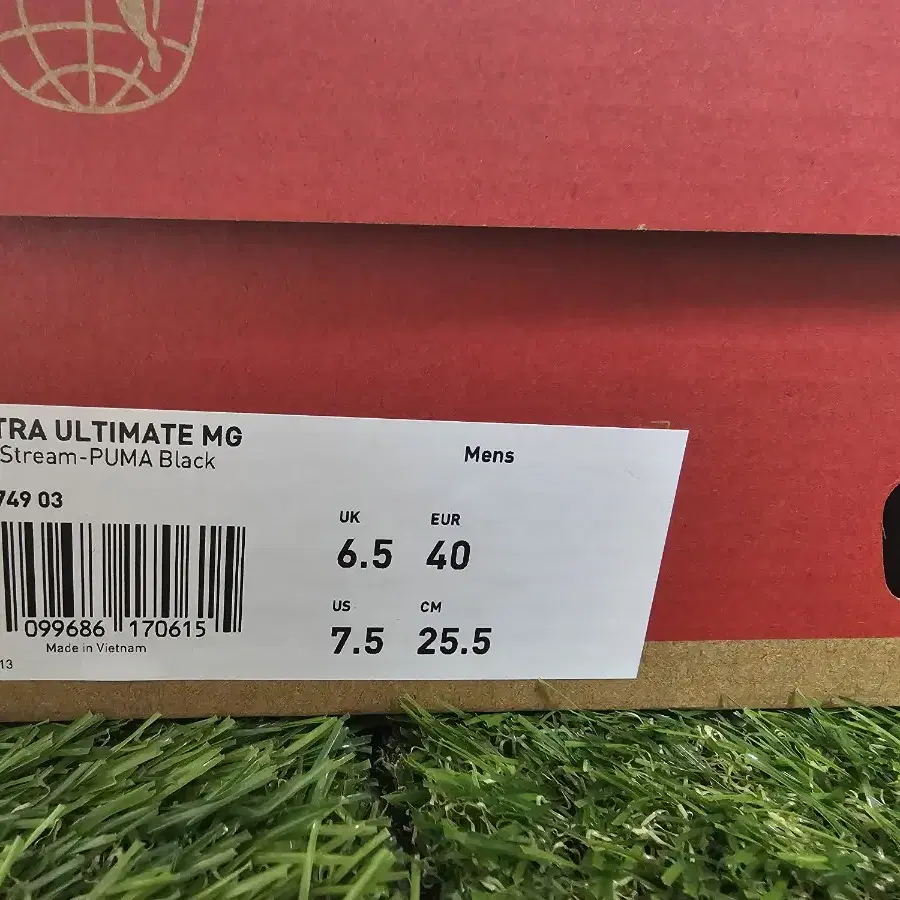 TRA ULTIMATE MG
Stream-PUMA Black
Mens
749 03
UK EUR
6.5 40
US CM
7.5 25.5
099686 170615
Made in Vietnam
13